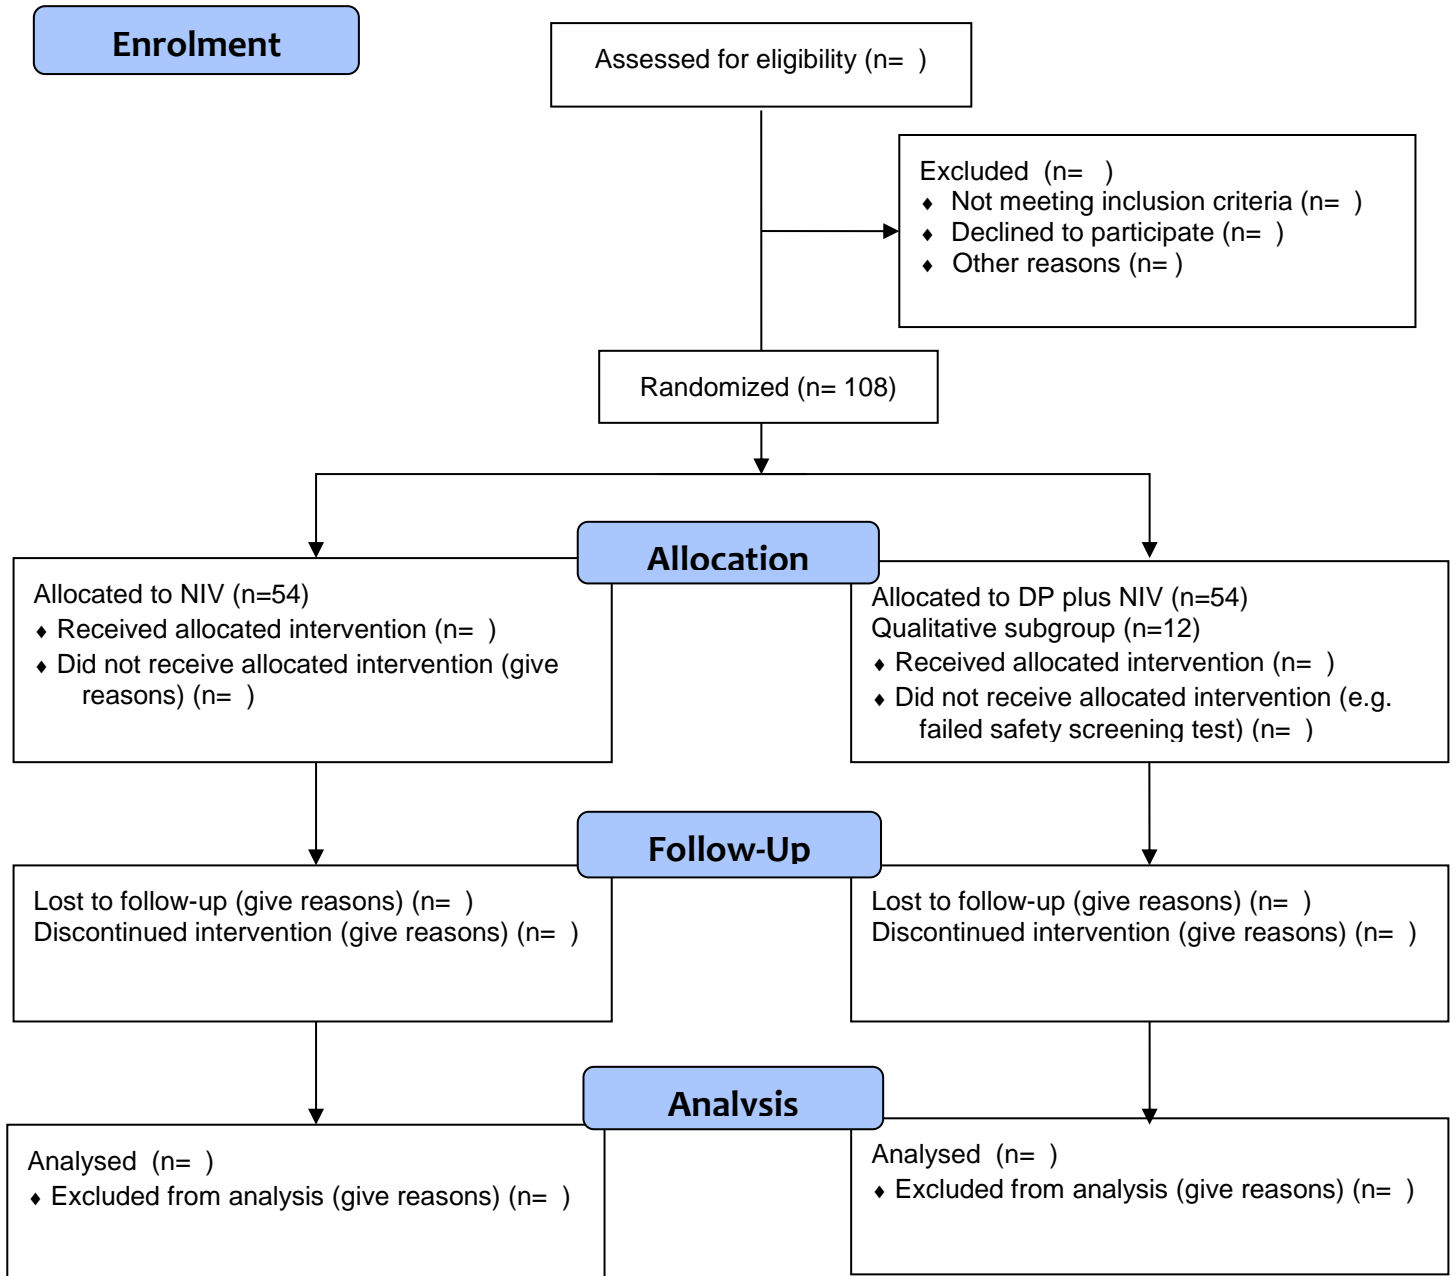 Enrolment
Assessed for eligibility (n=  )
Excluded  (n=   )
♦ Not meeting inclusion criteria (n=  )
♦ Declined to participate (n=  )
♦ Other reasons (n= )
Randomized (n= 108)
Allocation
Allocated to NIV (n=54)
♦ Received allocated intervention (n=  )
♦ Did not receive allocated intervention (give
reasons) (n=  )
Allocated to DP plus NIV (n=54)
Qualitative subgroup (n=12)
♦ Received allocated intervention (n=  )
♦ Did not receive allocated intervention (e.g.
failed safety screening test) (n=  )
Follow-Up
Lost to follow-up (give reasons) (n=  )
Discontinued intervention (give reasons) (n=  )
Lost to follow-up (give reasons) (n=  )
Discontinued intervention (give reasons) (n=  )
Analysis
Analysed  (n=  )
♦ Excluded from analysis (give reasons) (n=  )
Analysed  (n=  )
♦ Excluded from analysis (give reasons) (n=  )